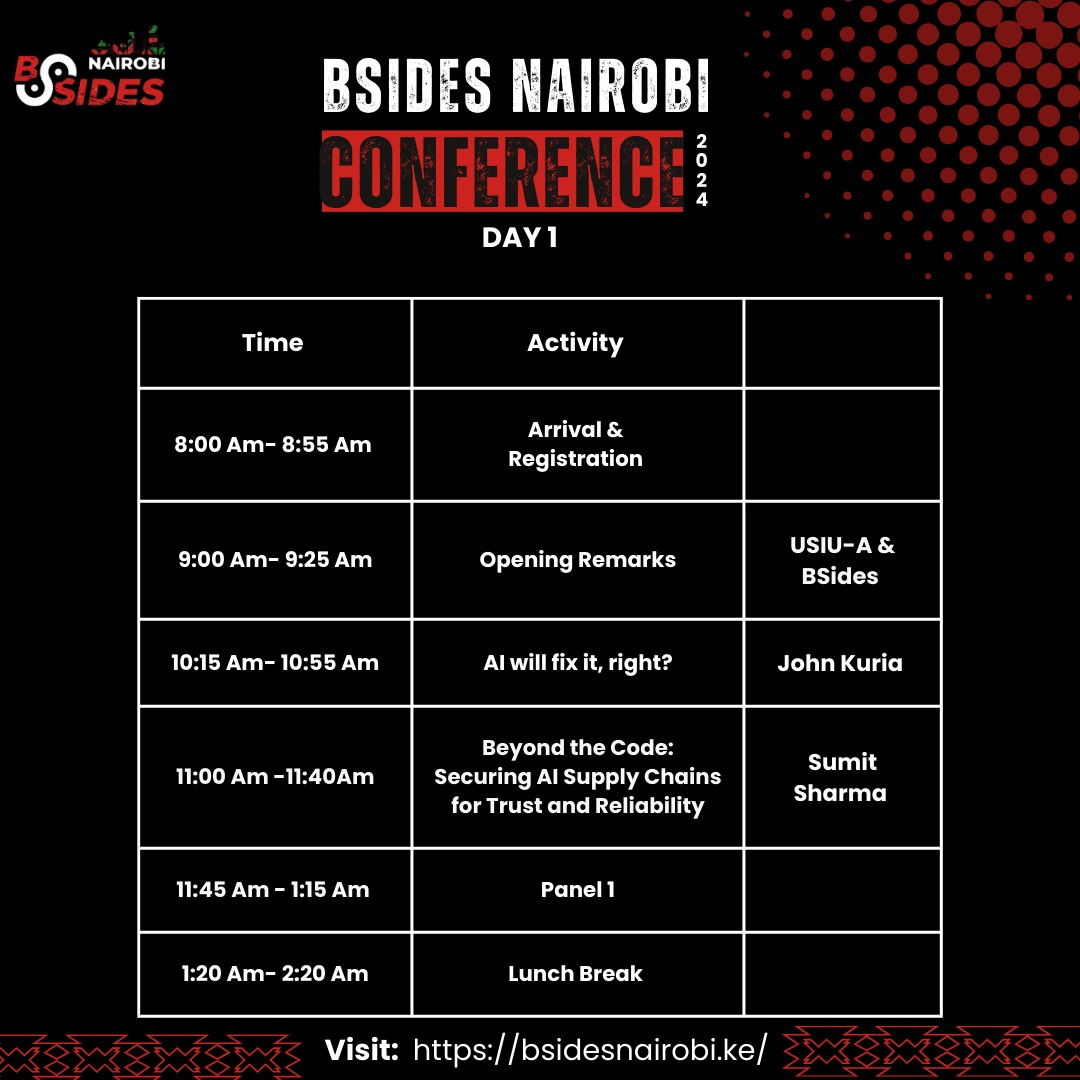 NAIROBI
BSIDES
BSIDES NAIROBI
CONFERENCE
2024
DAY 1
Time
Activity
8:00 Am- 8:55 Am
Arrival &
Registration
9:00 Am- 9:25 Am
Opening Remarks
USIU-A &
BSides
10:15 Am- 10:55 Am
AI will fix it, right?
John Kuria
11:00 Am -11:40Am
Beyond the Code:
Securing AI Supply Chains
for Trust and Reliability
Sumit
Sharma
11:45 Am - 1:15 Am
Panel 1
1:20 Am- 2:20 Am
Lunch Break
Visit: https://bsidesnairobi.ke/